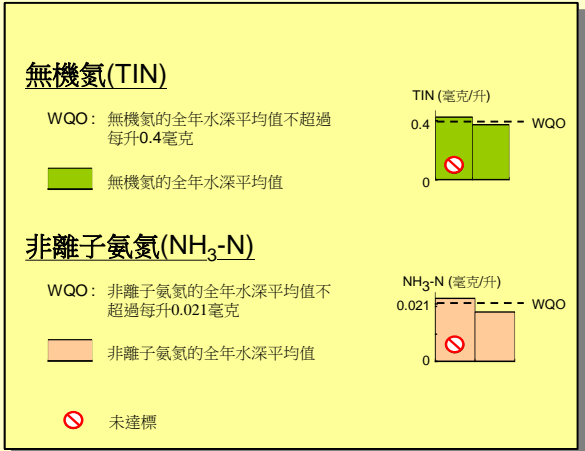 無機氮(TIN)
WQO : 無機氮的全年水深平均值不超過
每升0.4毫克
無機氮的全年水深平均值
TIN (毫克/升)
0.4
WQO
0
非離子氨氮(NH3-N)
WQO : 非離子氨氮的全年水深平均值不
超過每升0.021毫克
非離子氨氮的全年水深平均值
NH3-N (毫克/升)
0.021
WQO
0
未達標